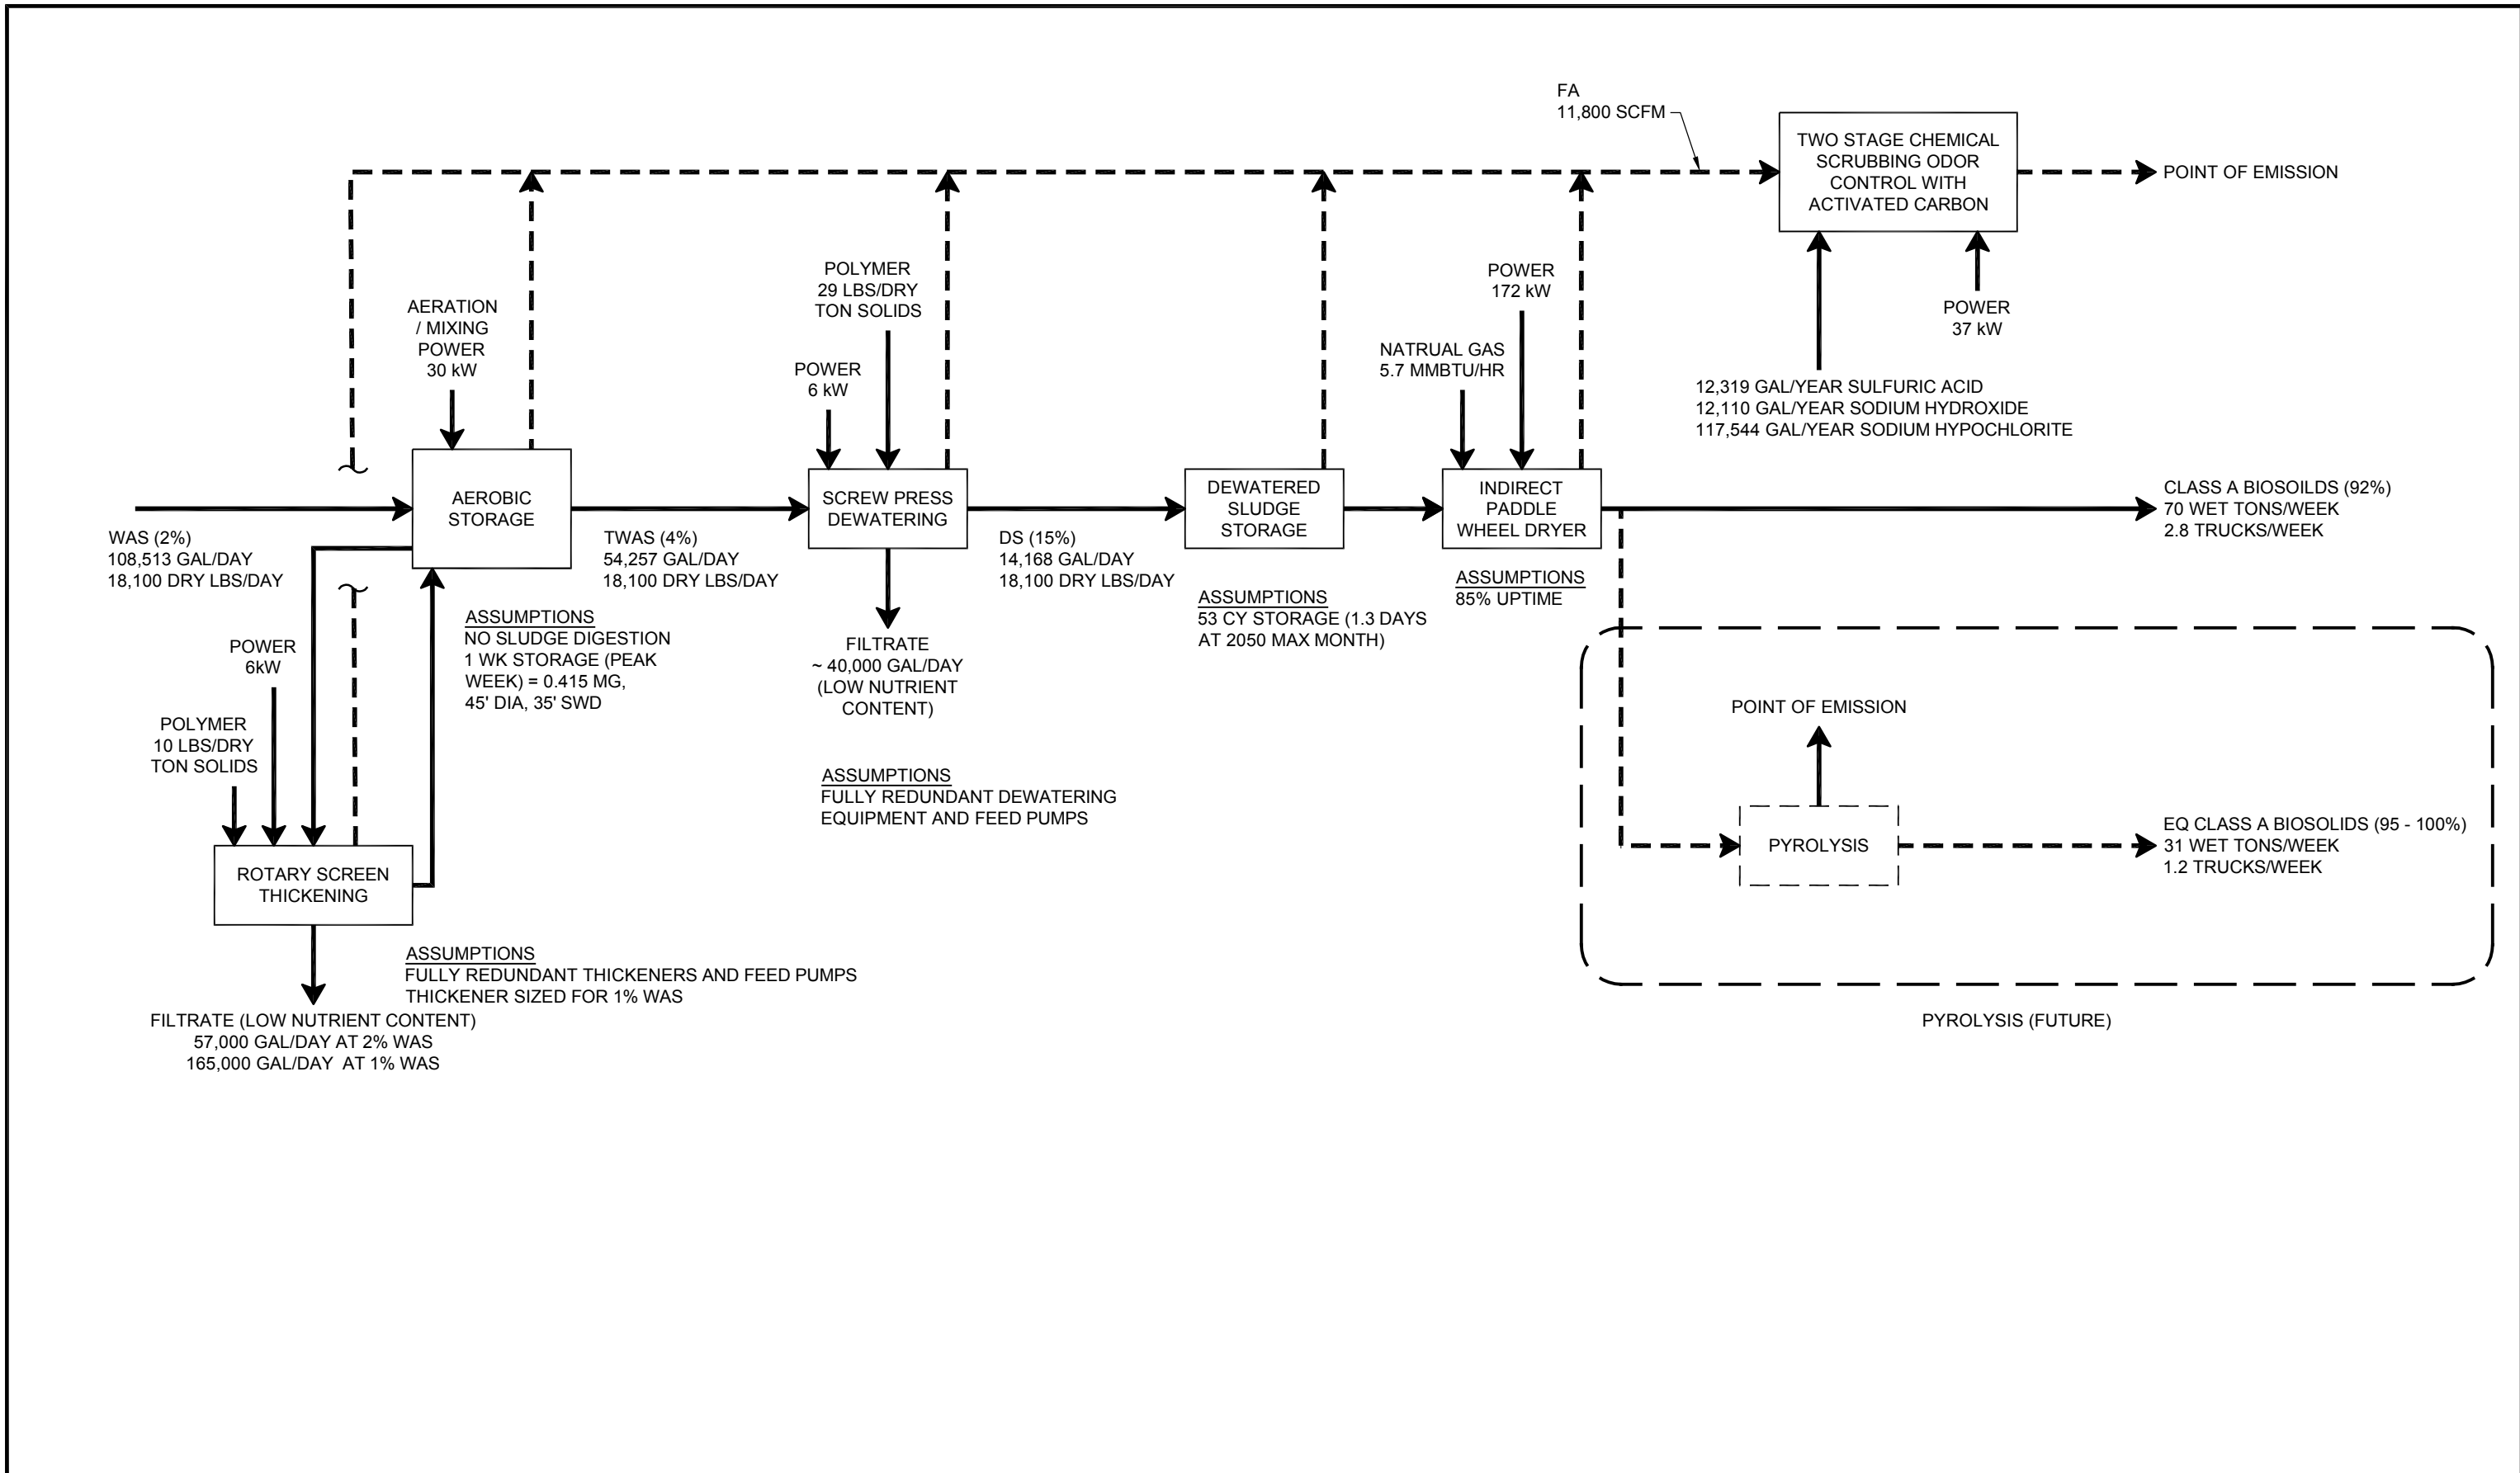 FA
11,800 SCFM
TWO STAGE CHEMICAL
SCRUBBING ODOR
CONTROL WITH
ACTIVATED CARBON
POINT OF EMISSION
POWER
37 kW
12,319 GAL/YEAR SULFURIC ACID
12,110 GAL/YEAR SODIUM HYDROXIDE
117,544 GAL/YEAR SODIUM HYPOCHLORITE
AERATION
/ MIXING
POWER
30 kW
POLYMER
29 LBS/DRY
TON SOLIDS
POWER
6 kW
POWER
172 kW
NATRUAL GAS
5.7 MMBTU/HR
WAS (2%)
108,513 GAL/DAY
18,100 DRY LBS/DAY
AEROBIC
STORAGE
TWAS (4%)
54,257 GAL/DAY
18,100 DRY LBS/DAY
SCREW PRESS
DEWATERING
DS (15%)
14,168 GAL/DAY
18,100 DRY LBS/DAY
DEWATERED
SLUDGE
STORAGE
INDIRECT
PADDLE
WHEEL DRYER
CLASS A BIOSOILDS (92%)
70 WET TONS/WEEK
2.8 TRUCKS/WEEK
ASSUMPTIONS
NO SLUDGE DIGESTION
1 WK STORAGE (PEAK
WEEK) = 0.415 MG,
45' DIA, 35' SWD
FILTRATE
~ 40,000 GAL/DAY
(LOW NUTRIENT
CONTENT)
ASSUMPTIONS
53 CY STORAGE (1.3 DAYS
AT 2050 MAX MONTH)
ASSUMPTIONS
85% UPTIME
POWER
6kW
POLYMER
10 LBS/DRY
TON SOLIDS
ASSUMPTIONS
FULLY REDUNDANT DEWATERING
EQUIPMENT AND FEED PUMPS
ROTARY SCREEN
THICKENING
ASSUMPTIONS
FULLY REDUNDANT THICKENERS AND FEED PUMPS
THICKENER SIZED FOR 1% WAS
FILTRATE (LOW NUTRIENT CONTENT)
57,000 GAL/DAY AT 2% WAS
165,000 GAL/DAY  AT 1% WAS
POINT OF EMISSION
PYROLYSIS
EQ CLASS A BIOSOLIDS (95 - 100%)
31 WET TONS/WEEK
1.2 TRUCKS/WEEK
PYROLYSIS (FUTURE)